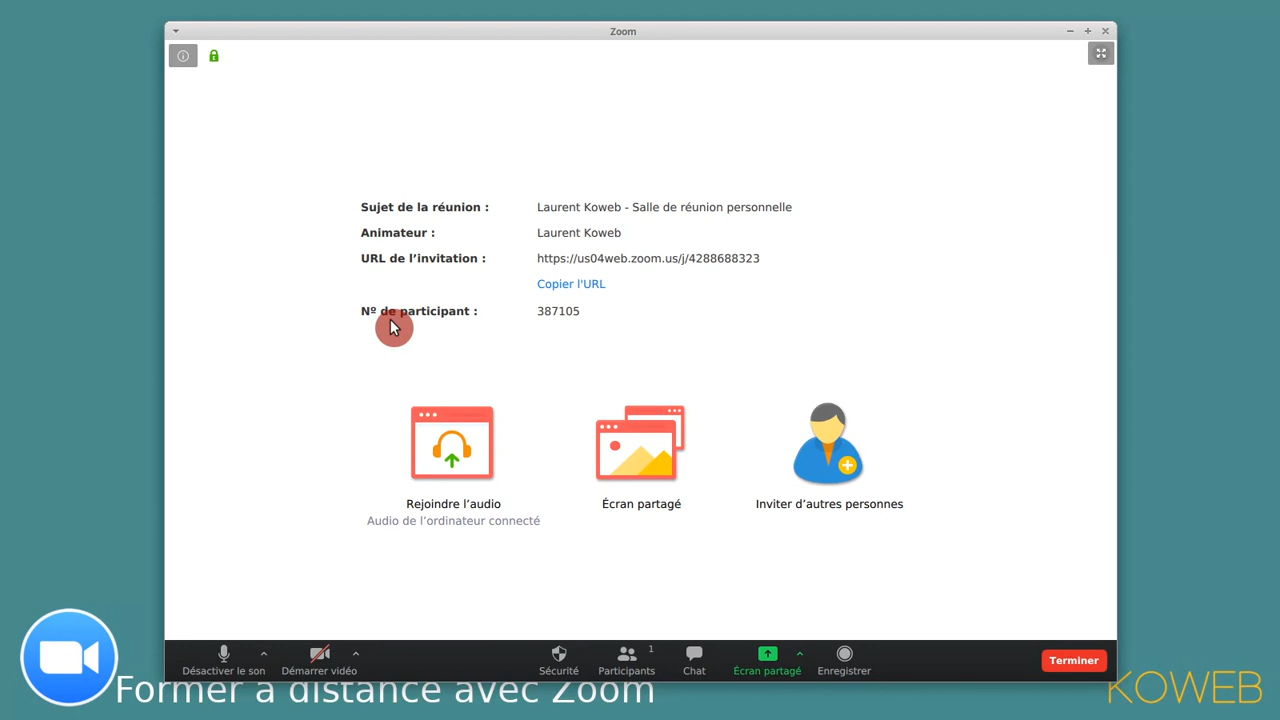 Zoom
Sujet de la réunion : Laurent Koweb - Salle de réunion personnelle
Animateur : Laurent Koweb
URL de l’invitation : https://us04web.zoom.us/j/4288688323
Copier l'URL
Nº de participant : 387105
Rejoindre l’audio Écran partagé Inviter d’autres personnes
Audio de l’ordinateur connecté
1
Désactiver le son Démarrer vidéo Sécurité Participants Chat Écran partagé Enregistrer Terminer
Former à distance avec Zoom
KOWEB